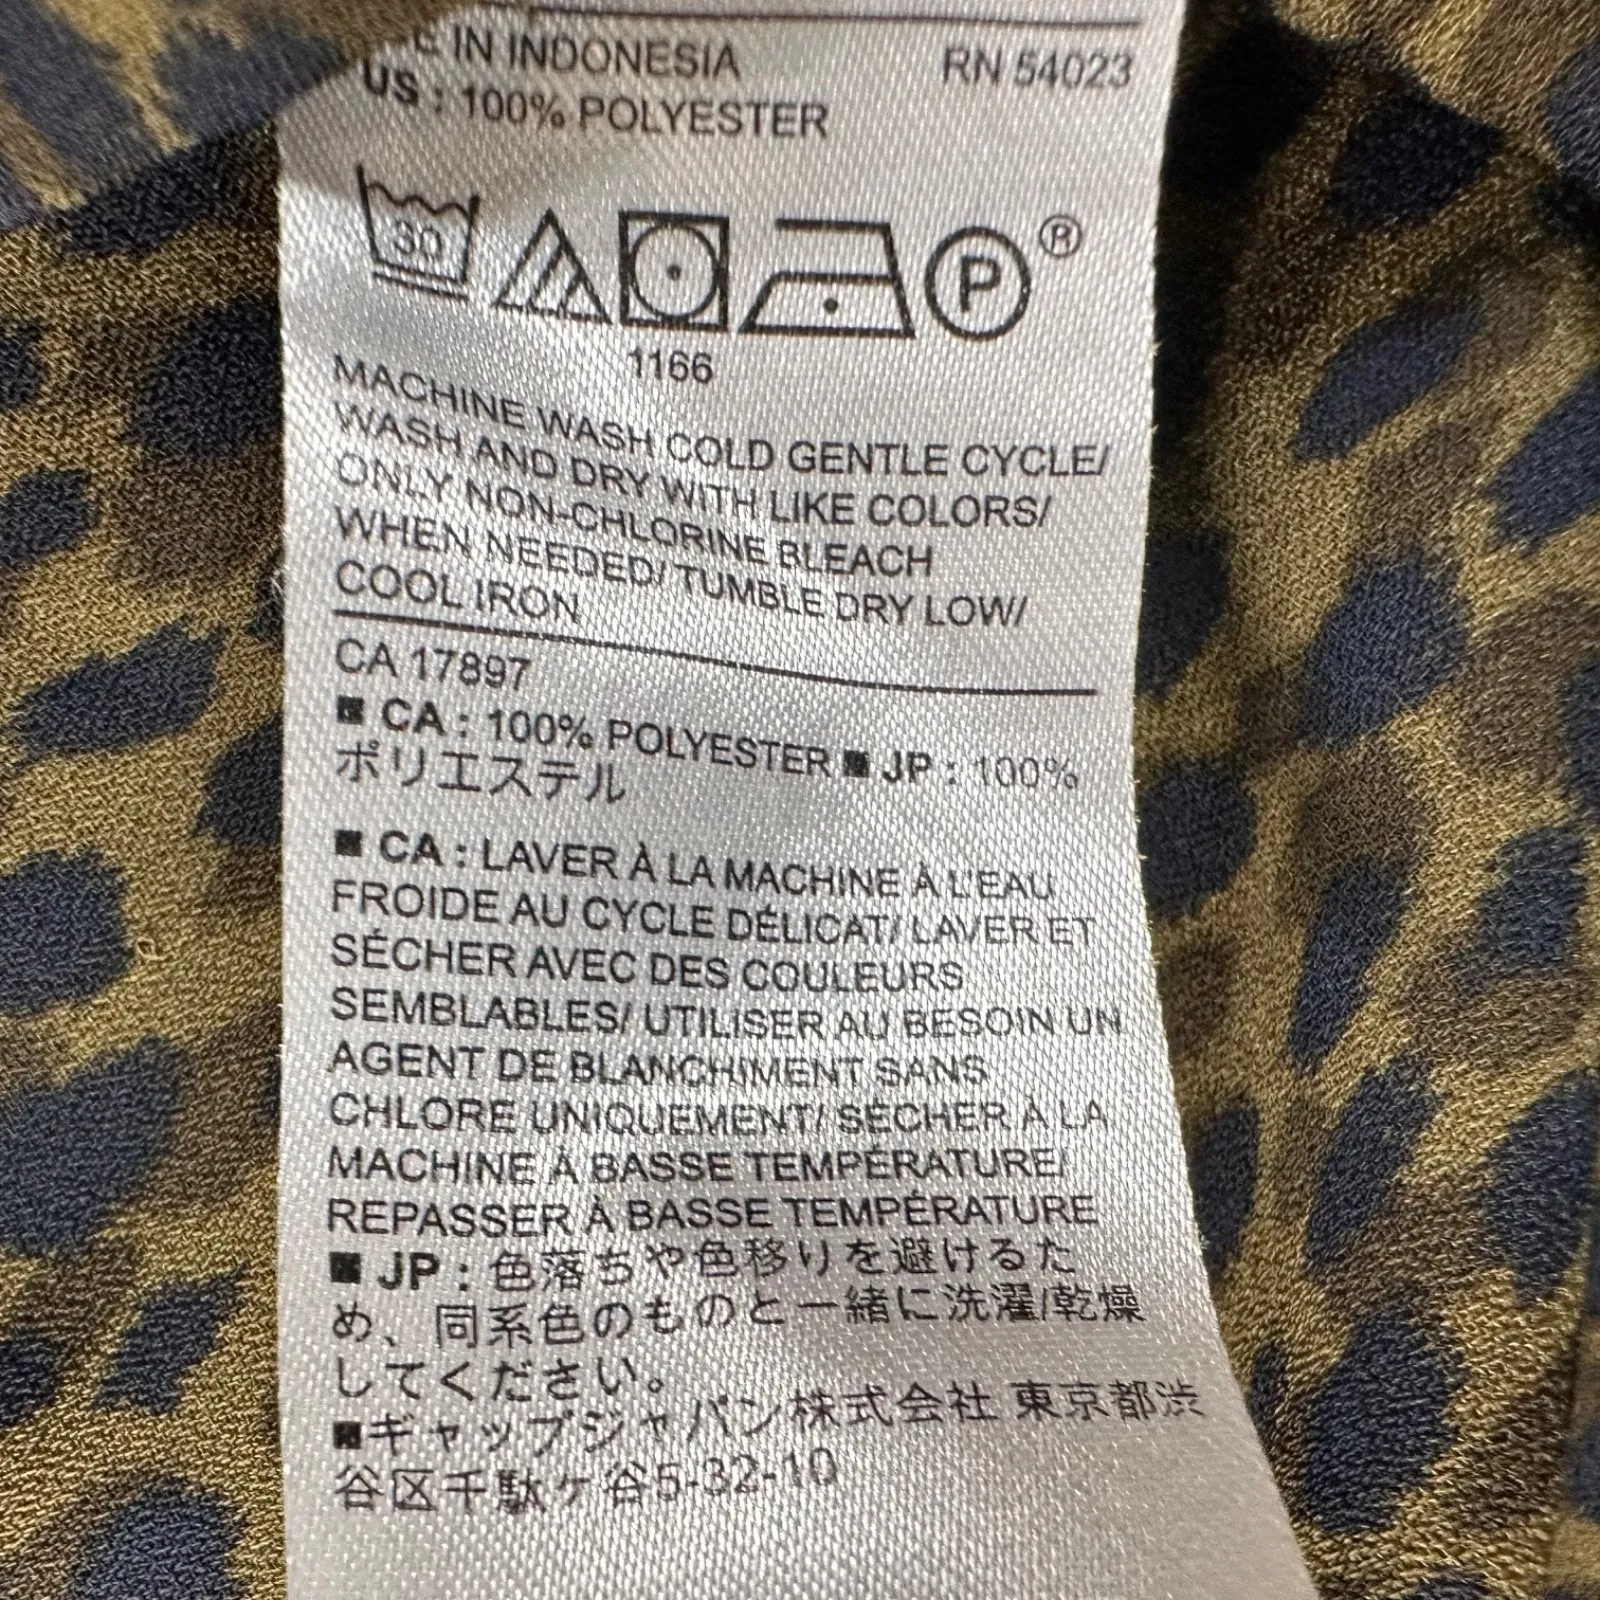 E IN INDONESIA RN 54023
US : 100% POLYESTER
30 P ®
1166
MACHINE WASH COLD GENTLE CYCLE/
WASH AND DRY WITH LIKE COLORS/
ONLY NON-CHLORINE BLEACH
WHEN NEEDED/ TUMBLE DRY LOW/
COOL IRON
CA 17897
■ CA : 100% POLYESTER ■ JP : 100%
ポリエステル
■ CA : LAVER À LA MACHINE À L'EAU
FROIDE AU CYCLE DÉLICAT/ LAVER ET
SÉCHER AVEC DES COULEURS
SEMBLABLES/ UTILISER AU BESOIN UN
AGENT DE BLANCHIMENT SANS
CHLORE UNIQUEMENT/ SÉCHER À LA
MACHINE À BASSE TEMPÉRATURE/
REPASSER À BASSE TEMPÉRATURE
■ JP : 色落ちや色移りを避けるた
め、同系色のものと一緒に洗濯/乾燥
してください。
■ギャップジャパン株式会社 東京都渋
谷区千駄ヶ谷5-32-10